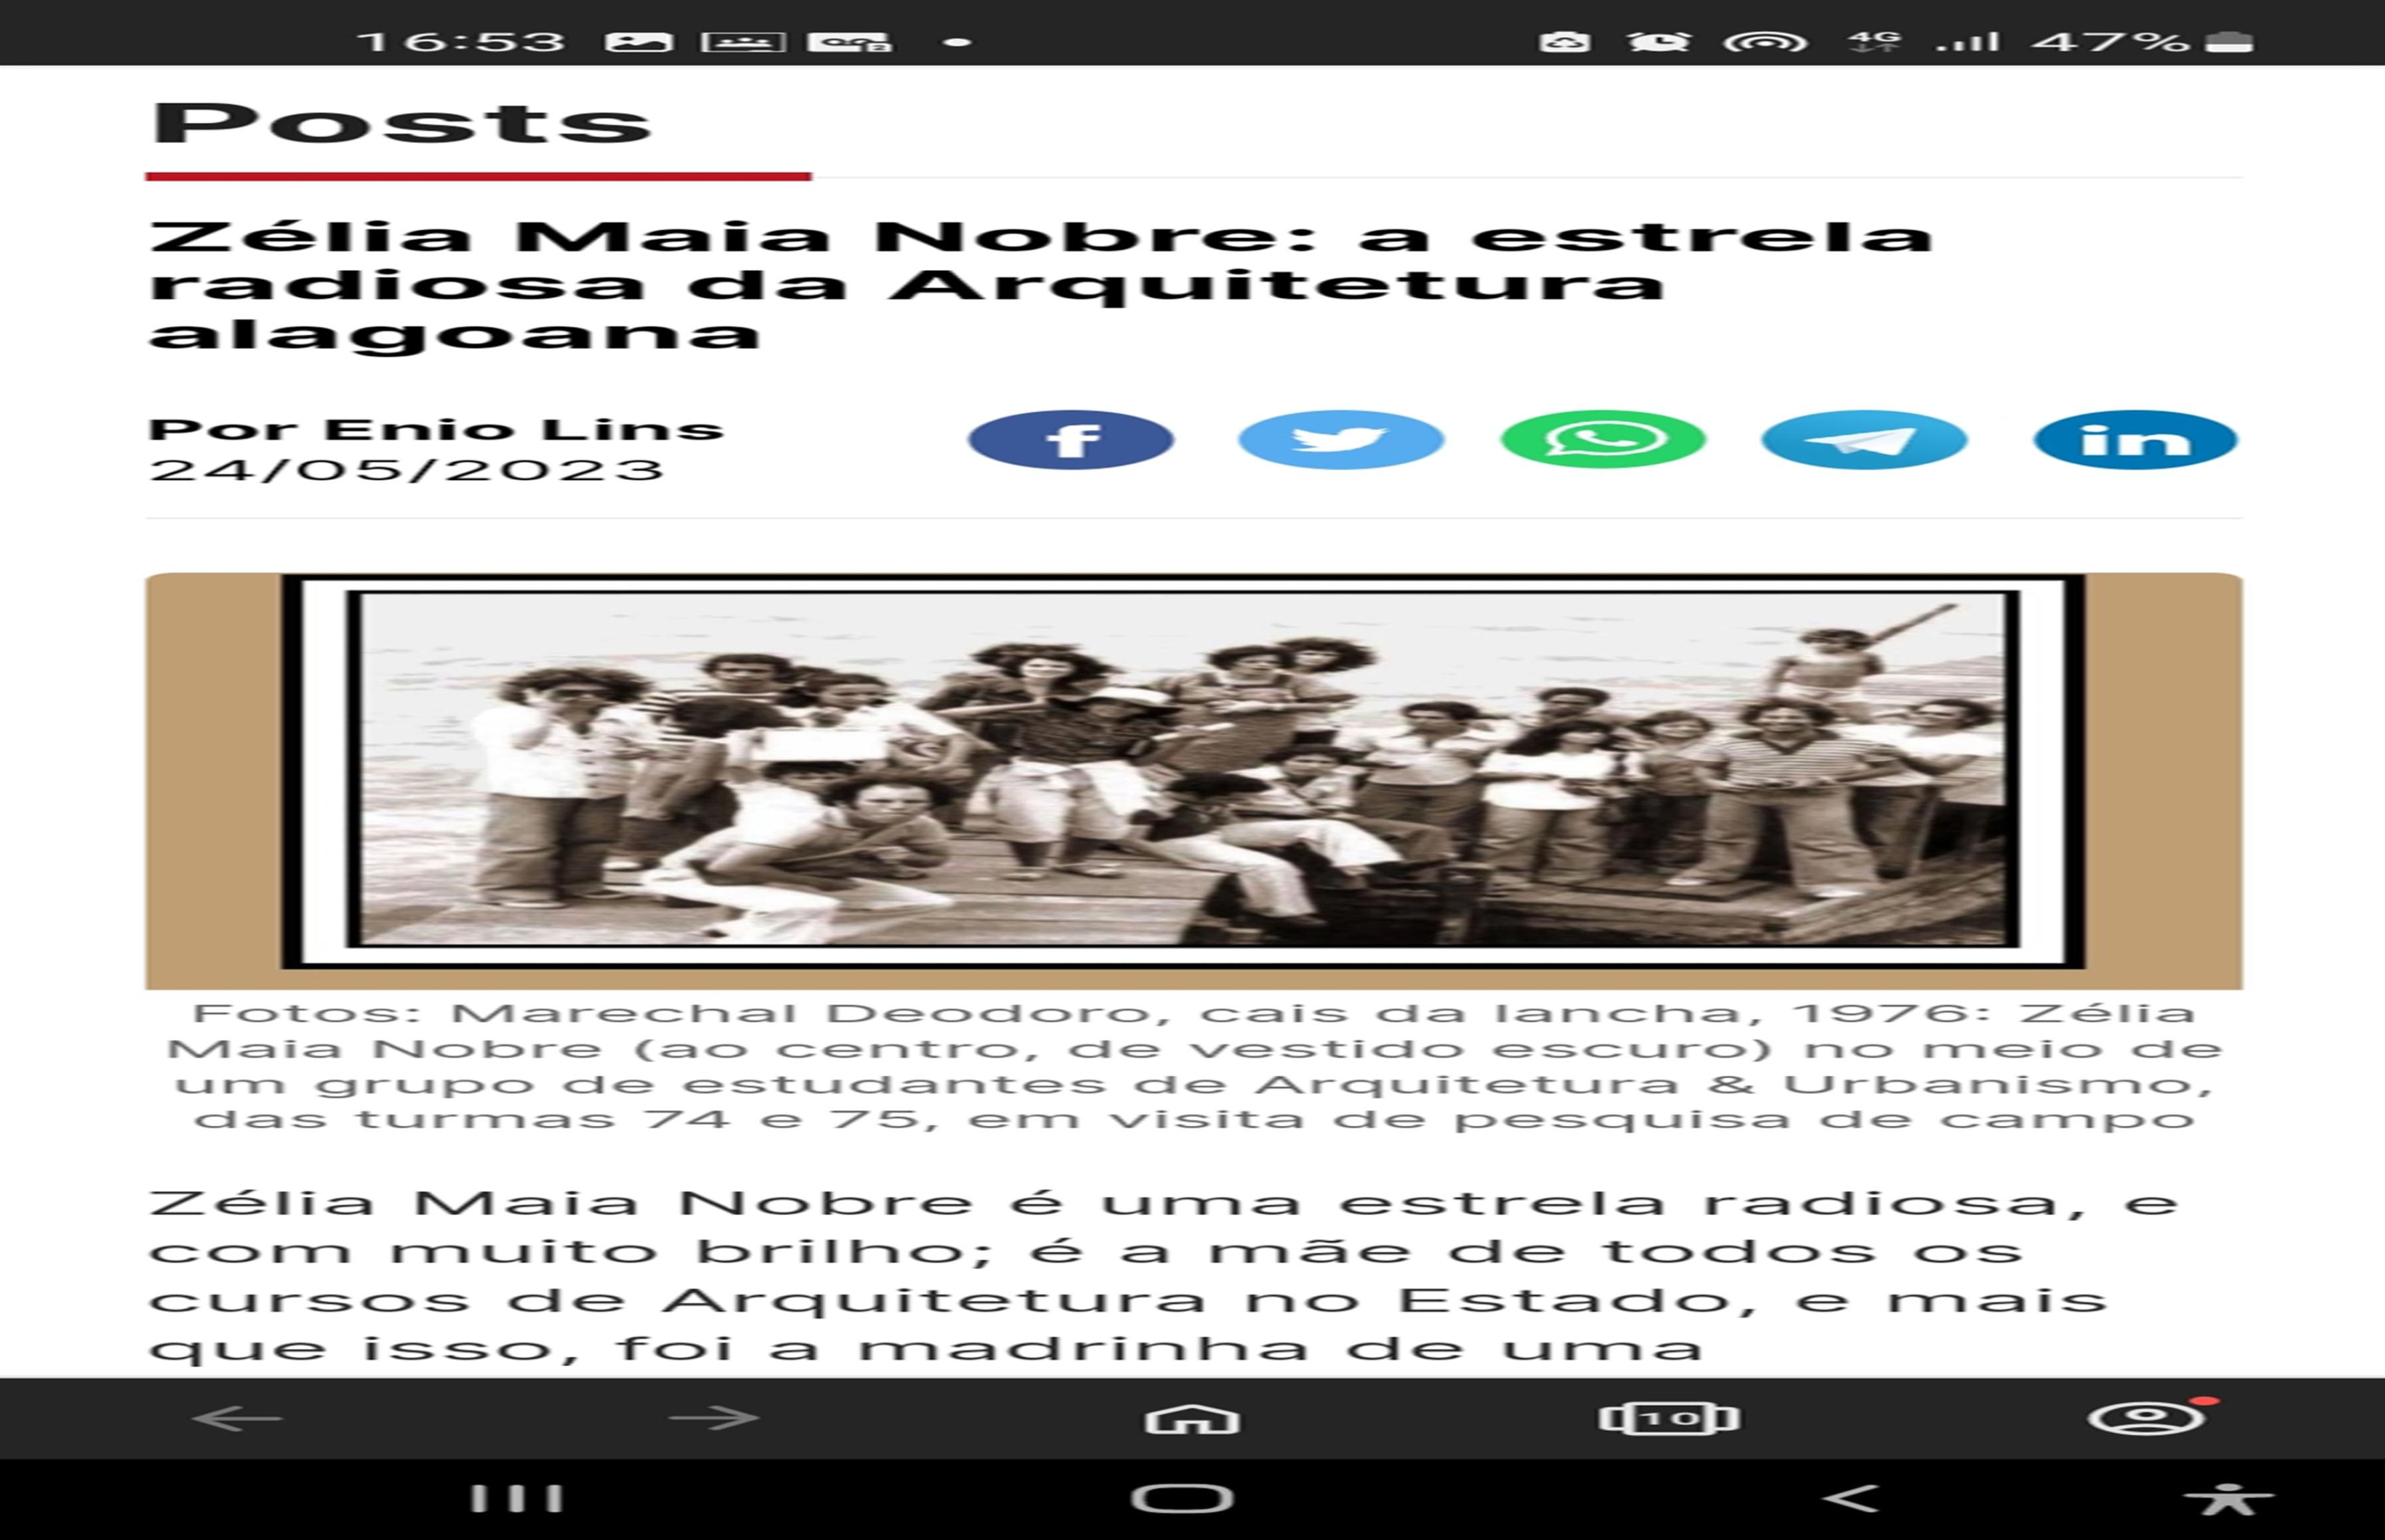 16:53
4G
47%
Posts
Zélia Maia Nobre: a estrela
radiosa da Arquitetura
alagoana
Por Enio Lins
24/05/2023
Fotos: Marechal Deodoro, cais da lancha, 1976: Zélia
Maia Nobre (ao centro, de vestido escuro) no meio de
um grupo de estudantes de Arquitetura & Urbanismo,
das turmas 74 e 75, em visita de pesquisa de campo
Zélia Maia Nobre é uma estrela radiosa, e
com muito brilho; é a mãe de todos os
cursos de Arquitetura no Estado, e mais
que isso, foi a madrinha de uma
10